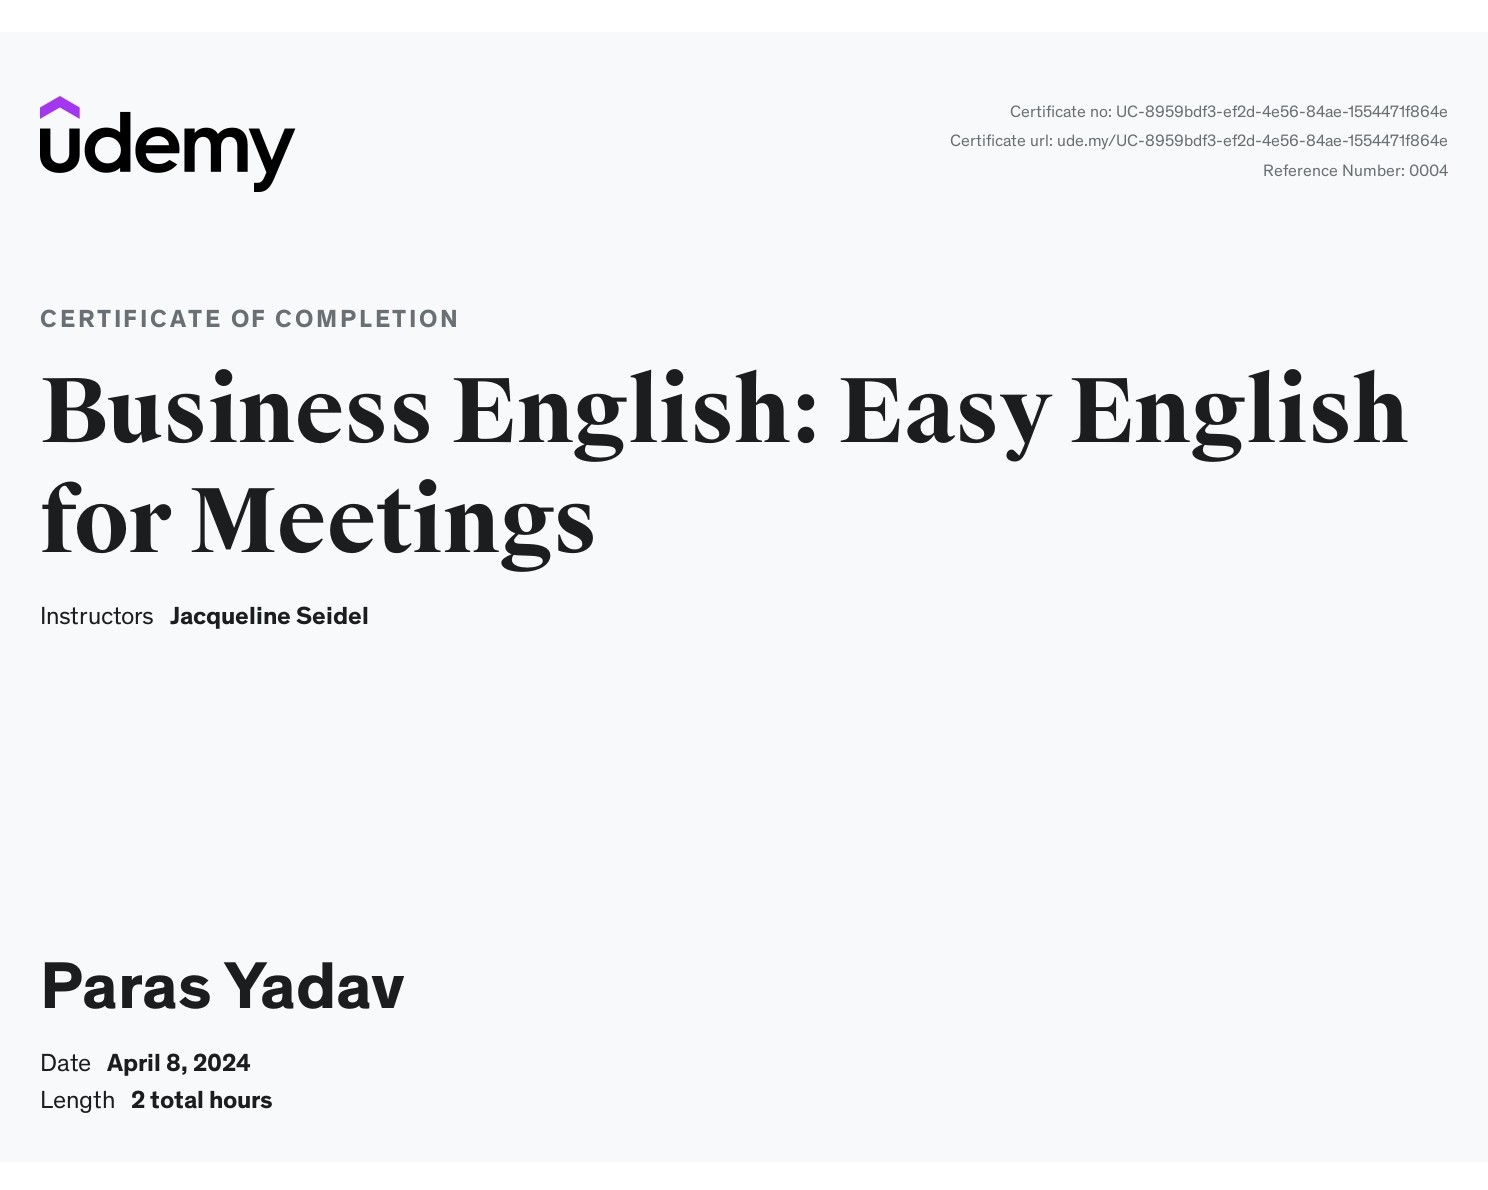 udemy
Certificate no: UC-8959bdf3-ef2d-4e56-84ae-1554471f864e
Certificate url: ude.my/UC-8959bdf3-ef2d-4e56-84ae-1554471f864e
Reference Number: 0004
CERTIFICATE OF COMPLETION
Business English: Easy English
for Meetings
Instructors Jacqueline Seidel
Paras Yadav
Date April 8, 2024
Length 2 total hours